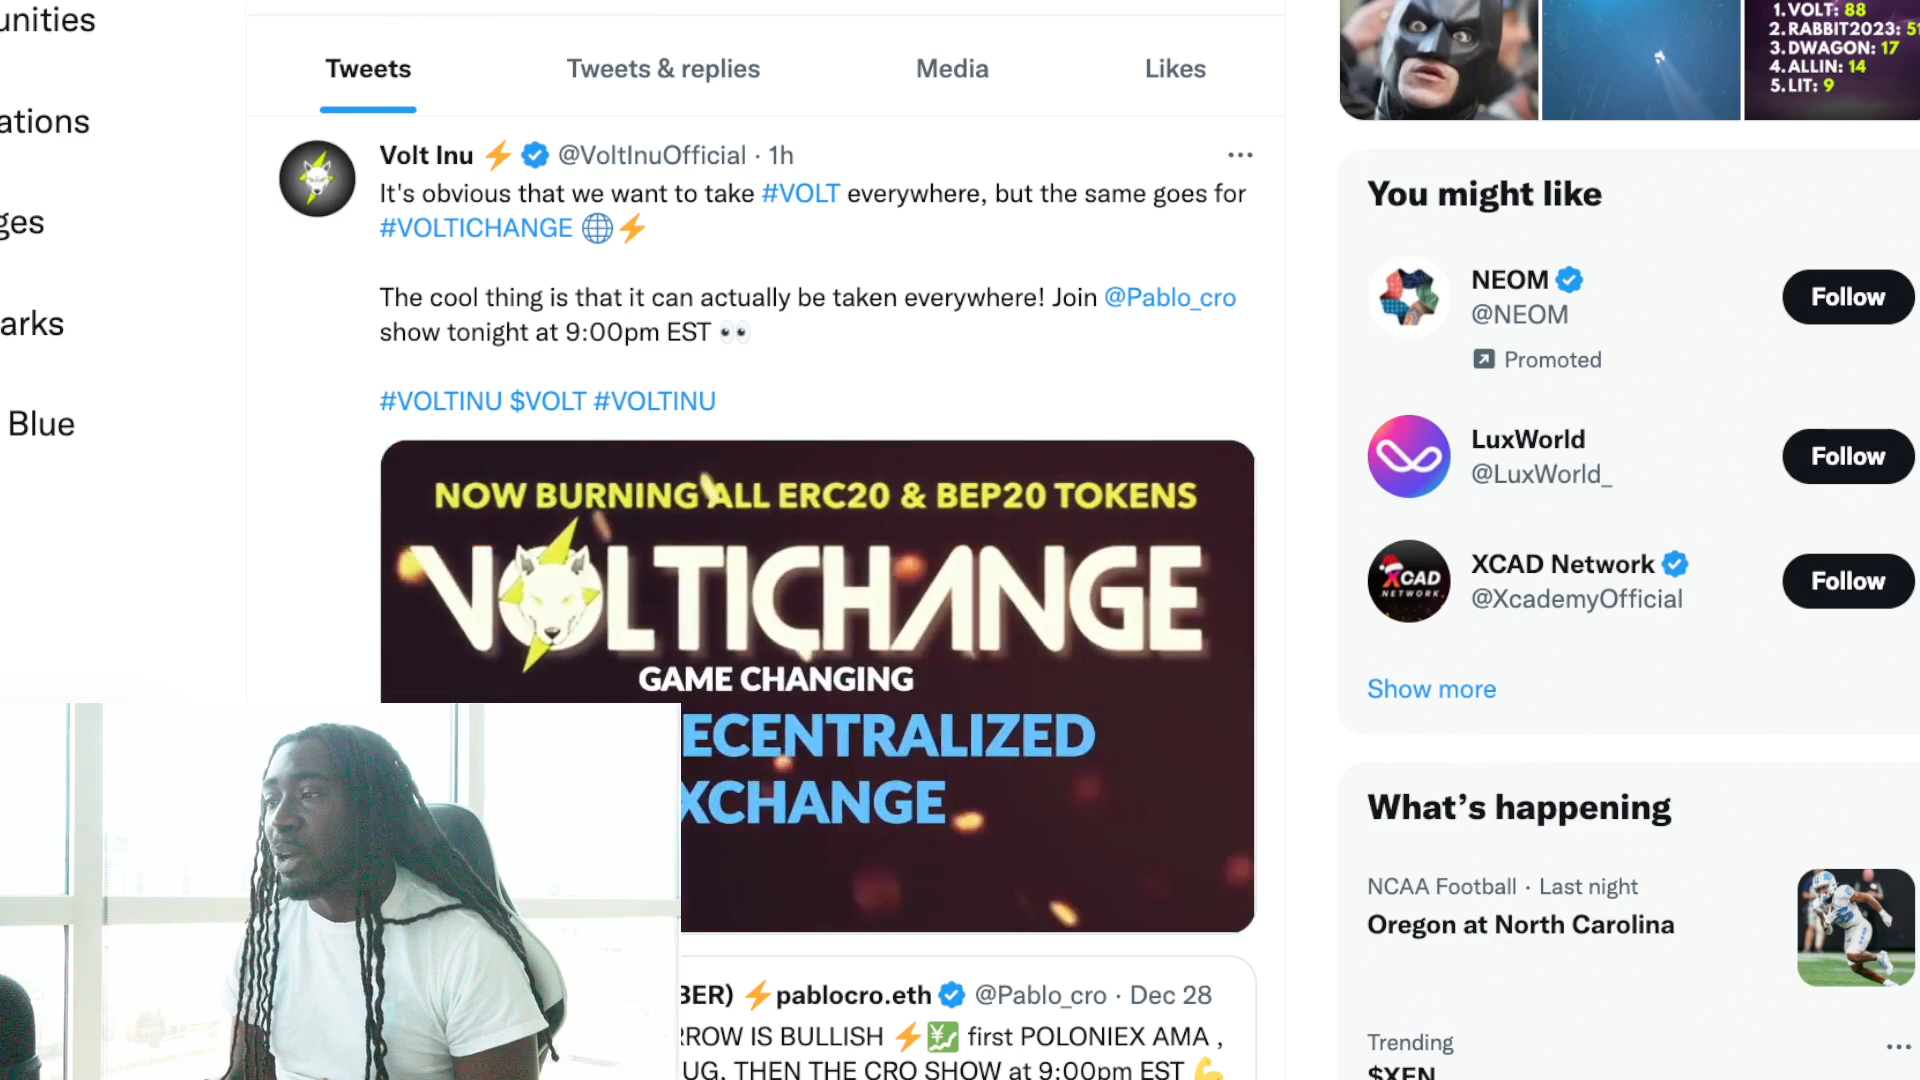 unities
ations
ges
arks
Blue
Tweets Tweets & replies Media Likes
Volt Inu ⚡ @VoltInuOfficial · 1h
It's obvious that we want to take #VOLT everywhere, but the same goes for
#VOLTICHANGE 🌐⚡
The cool thing is that it can actually be taken everywhere! Join @Pablo_cro
show tonight at 9:00pm EST 👀
#VOLTINU $VOLT #VOLTINU
NOW BURNING ALL ERC20 & BEP20 TOKENS
VOLTICHANGE
GAME CHANGING
ECENTRALIZED
XCHANGE
BER) ⚡pablocro.eth @Pablo_cro · Dec 28
RROW IS BULLISH ⚡💹 first POLONIEX AMA ,
UG, THEN THE CRO SHOW at 9:00pm EST 💪
1. VOLT: 88
2. RABBIT2023: 51
3. DWAGON: 17
4. ALLIN: 14
5. LIT: 9
You might like
NEOM
@NEOM
Promoted
Follow
LuxWorld
@LuxWorld_
Follow
XCAD
NETWORK
XCAD Network
@XcademyOfficial
Follow
Show more
What's happening
NCAA Football · Last night
Oregon at North Carolina
Trending
$XEN